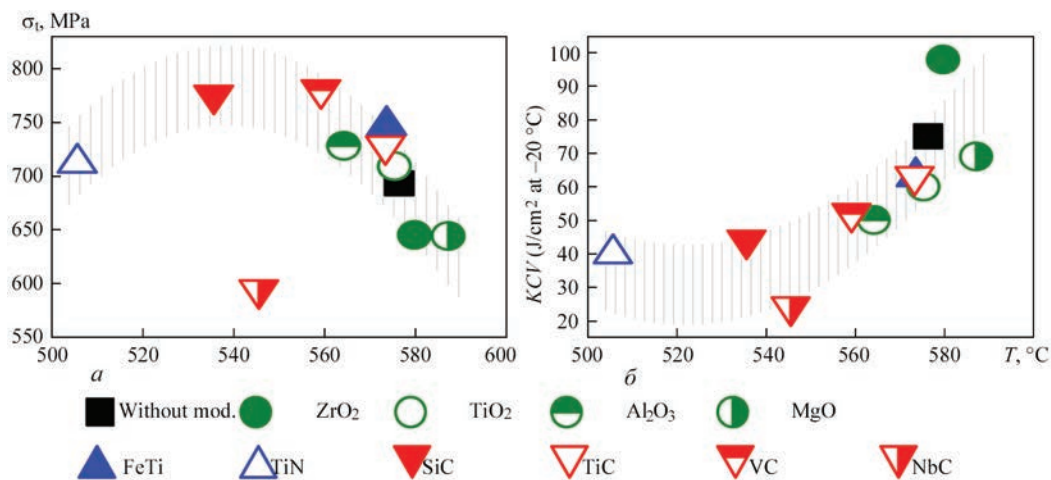 σt, MPa
800
750
700
650
600
550
500 520 540 560 580 600
а
KCV (J/cm² at –20 °C)
100
90
80
70
60
50
40
30
20
500 520 540 560 580 T, °C
б
Without mod. ZrO₂ TiO₂ Al₂O₃ MgO
FeTi TiN SiC TiC VC NbC